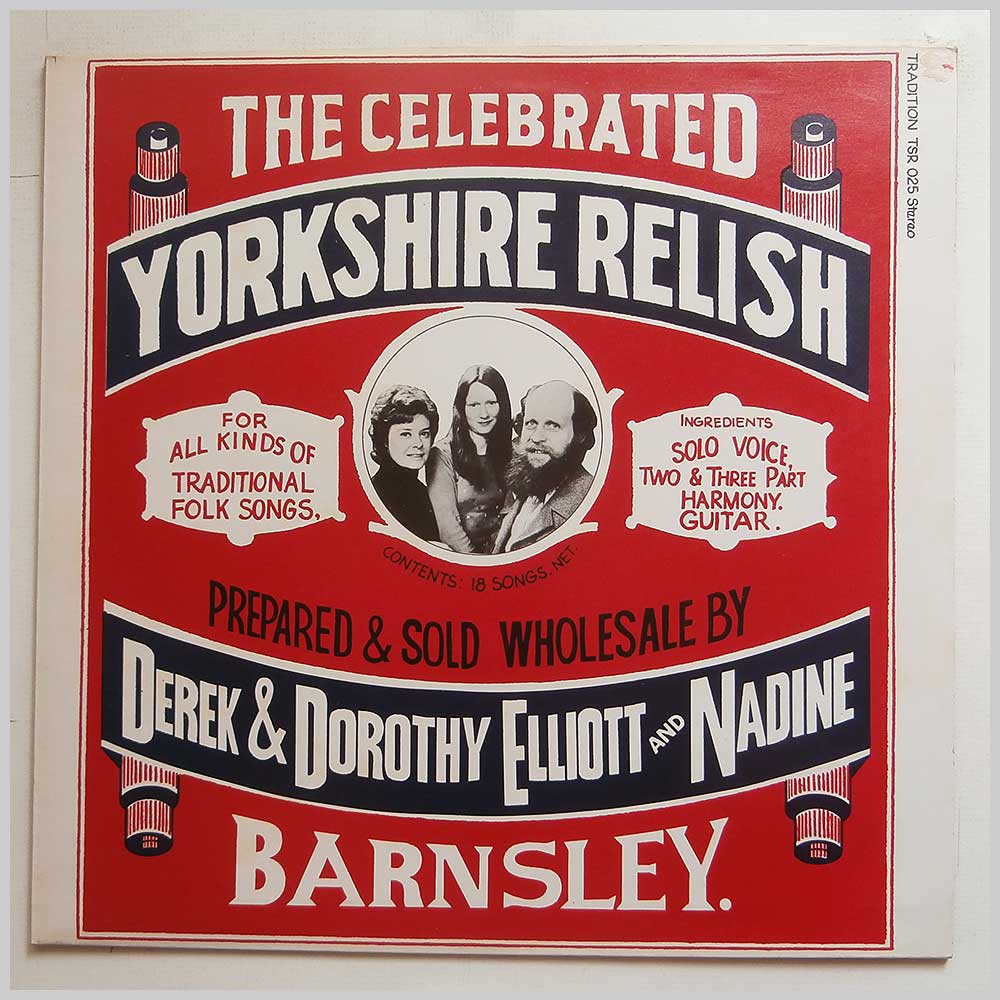 THE CELEBRATED
YORKSHIRE RELISH
FOR
ALL KINDS OF
TRADITIONAL
FOLK SONGS,
INGREDIENTS
SOLO VOICE,
TWO & THREE PART
HARMONY.
GUITAR.
CONTENTS: 18 SONGS. NET.
PREPARED & SOLD WHOLESALE BY
DEREK & DOROTHY ELLIOTT AND NADINE
BARNSLEY.
TRADITION TSR 025 Stereo